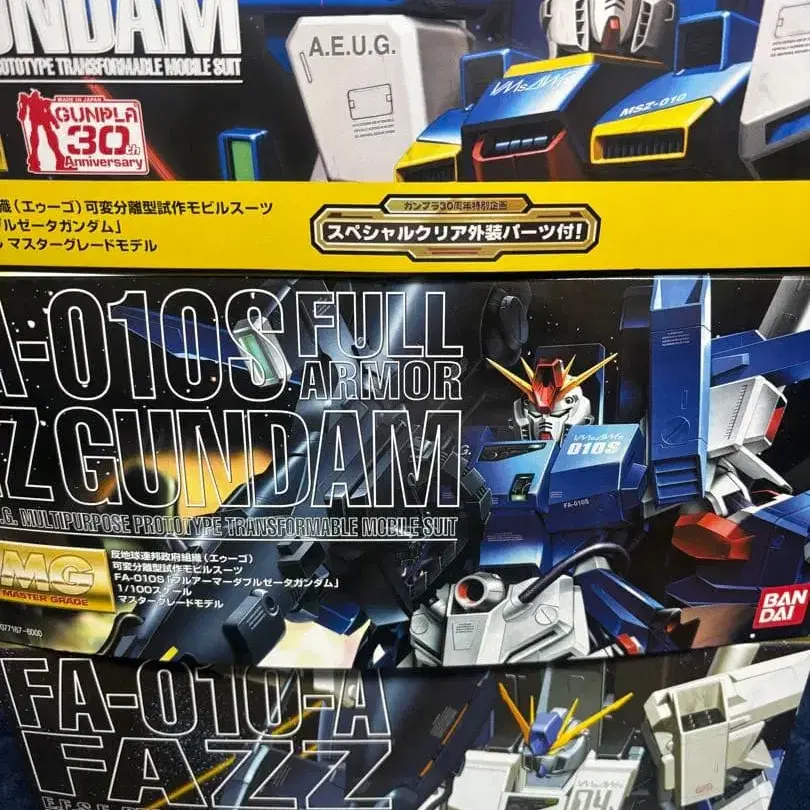 UNDAM
PROTOTYPE TRANSFORMABLE MOBILE SUIT
A.E.U.G.
MSZ-010
MADE IN JAPAN
GUNPLA
30th
Anniversary
織(エゥーゴ)可変分離型試作モビルスーツ
ブルゼータガンダム」
マスターグレードモデル
ガンプラ30周年特別企画
スペシャルクリア外装パーツ付!
A-010S FULL
ARMOR
ZGUNDAM
.G. MULTIPURPOSE PROTOTYPE TRANSFORMABLE MOBILE SUIT
010S
FA-010S
MG
MASTER GRADE
反地球連邦政府組織(エゥーゴ)
可変分離型試作モビルスーツ
FA-010S「フルアーマーダブルゼータガンダム」
1/100スケール
マスターグレードモデル
077167-6000
BAN
DAI
FA-010-A
FAZZ
04